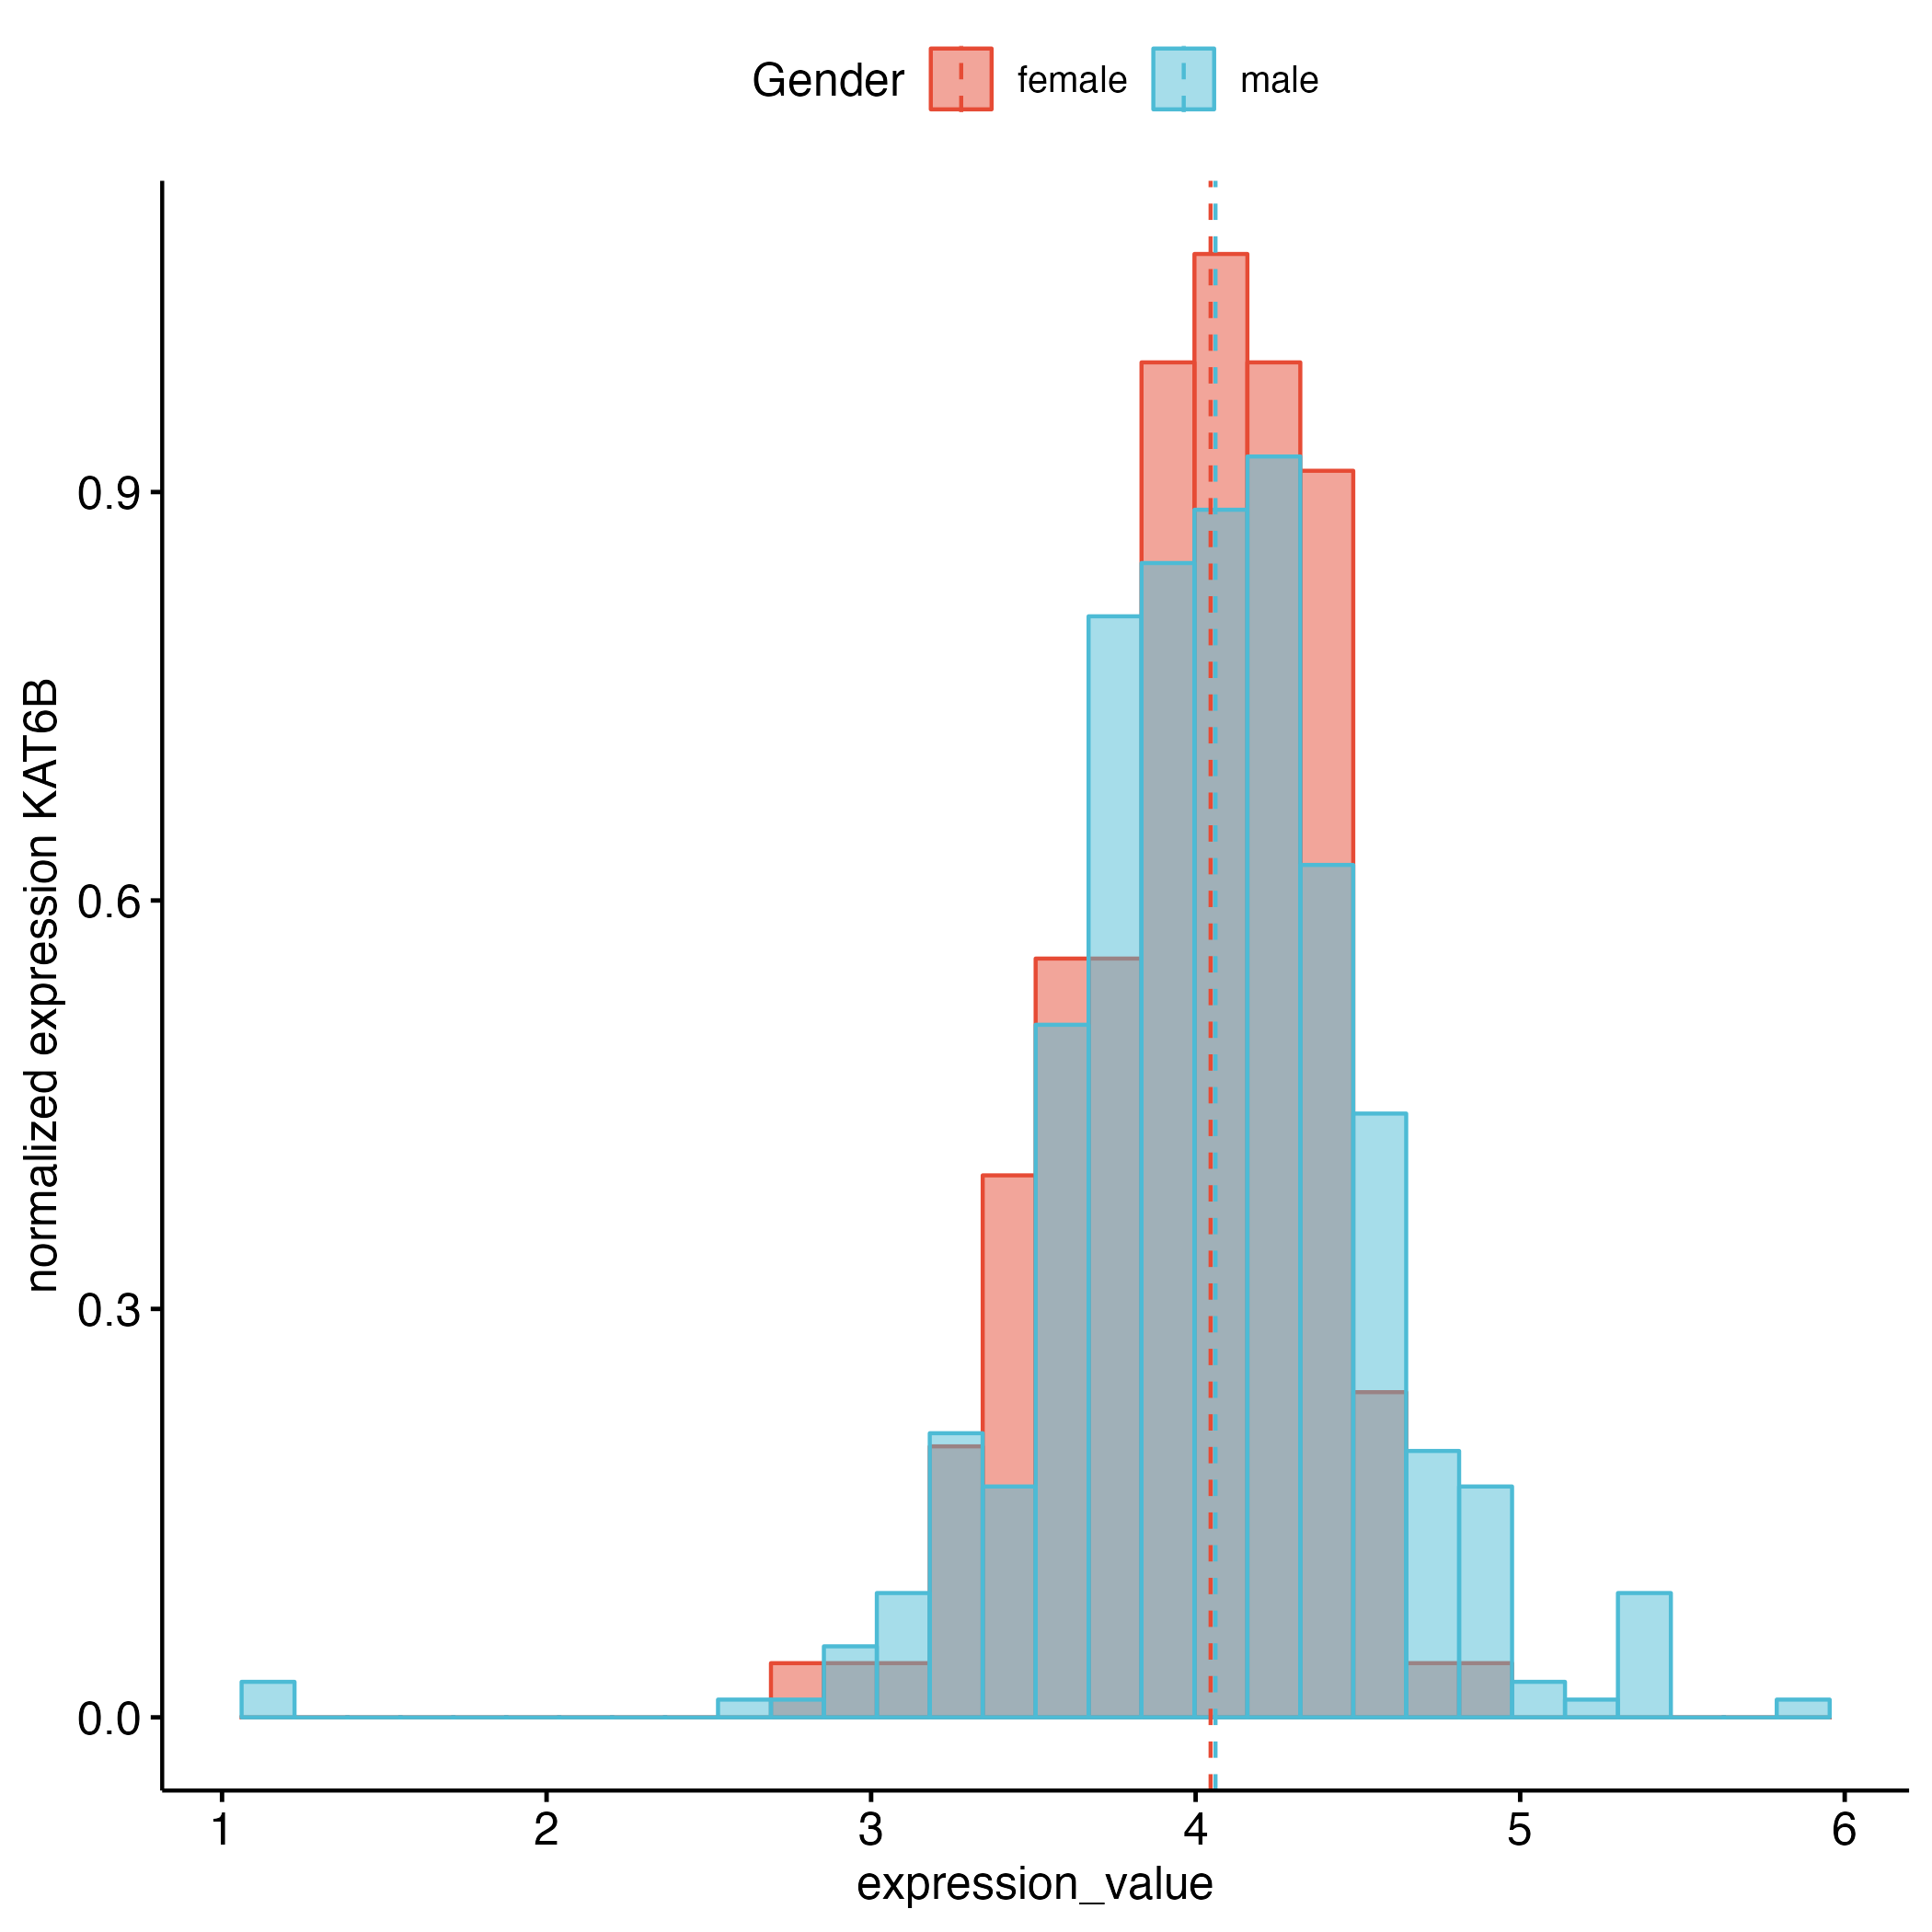 Gender female male
normalized expression KAT6B
0.9
0.6
0.3
0.0
1 2 3 4 5 6
expression_value